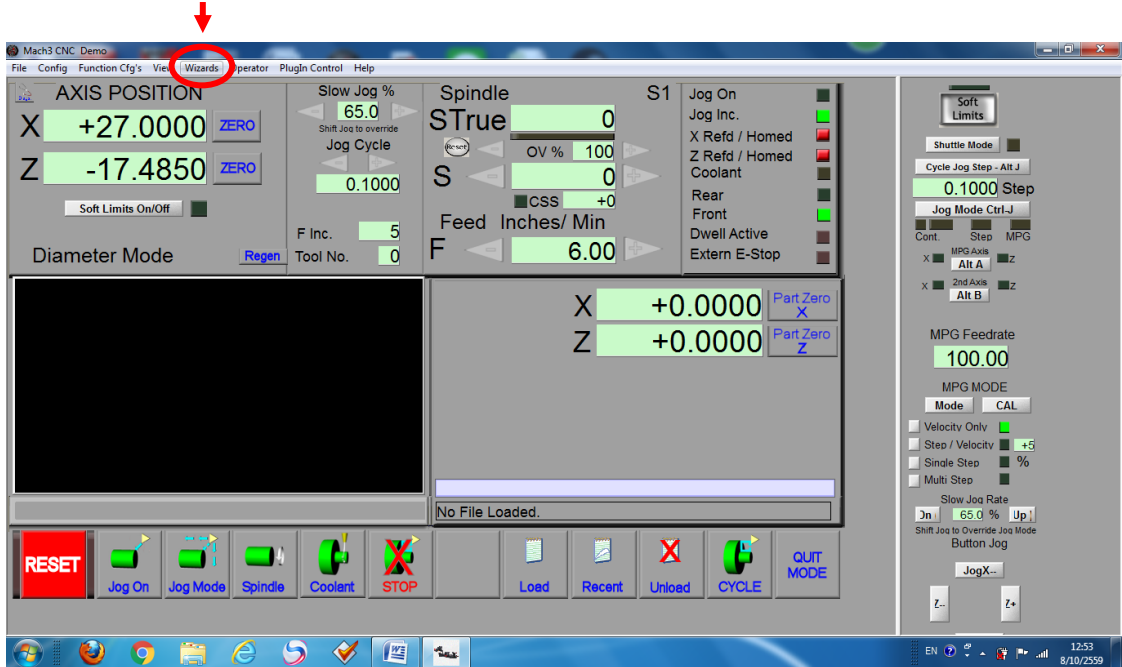 Mach3 CNC Demo
File Config Function Cfg's View Wizards Operator PlugIn Control Help
AXIS POSITION
X +27.0000 ZERO
Z -17.4850 ZERO
Soft Limits On/Off
Diameter Mode
Regen
Slow Jog %
65.0
Shift Jog to override
Jog Cycle
0.1000
F Inc. 5
Tool No. 0
Spindle S1
STrue 0
Reset
OV % 100
S 0
CSS +0
Feed Inches/ Min
F 6.00
Jog On
Jog Inc.
X Refd / Homed
Z Refd / Homed
Coolant
Rear
Front
Dwell Active
Extern E-Stop
X +0.0000 Part Zero X
Z +0.0000 Part Zero Z
No File Loaded.
RESET
Jog On
Jog Mode
Spindle
Coolant
STOP
Load
Recent
Unload
CYCLE
QUIT MODE
Soft
Limits
Shuttle Mode
Cycle Jog Step - Alt J
0.1000 Step
Jog Mode Ctrl-J
Cont. Step MPG
MPG Axis
X Alt A Z
2nd Axis
X Alt B Z
MPG Feedrate
100.00
MPG MODE
Mode CAL
Velocity Only
Step / Velocity +5
Single Step %
Multi Step
Slow Jog Rate
Dn 65.0 % Up
Shift Jog to Override Jog Mode
Button Jog
JogX--
Z-- Z+
EN
12:53
8/10/2559